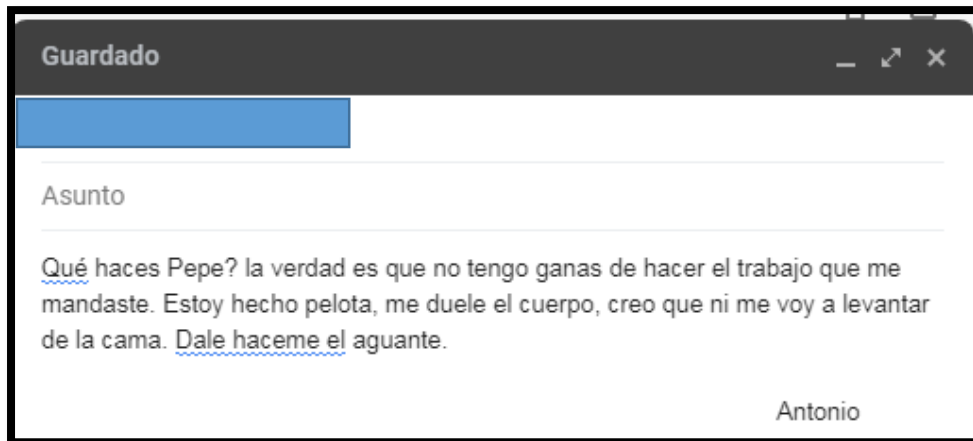 Guardado
Asunto
Qué haces Pepe? la verdad es que no tengo ganas de hacer el trabajo que me
mandaste. Estoy hecho pelota, me duele el cuerpo, creo que ni me voy a levantar
de la cama. Dale haceme el aguante.
Antonio